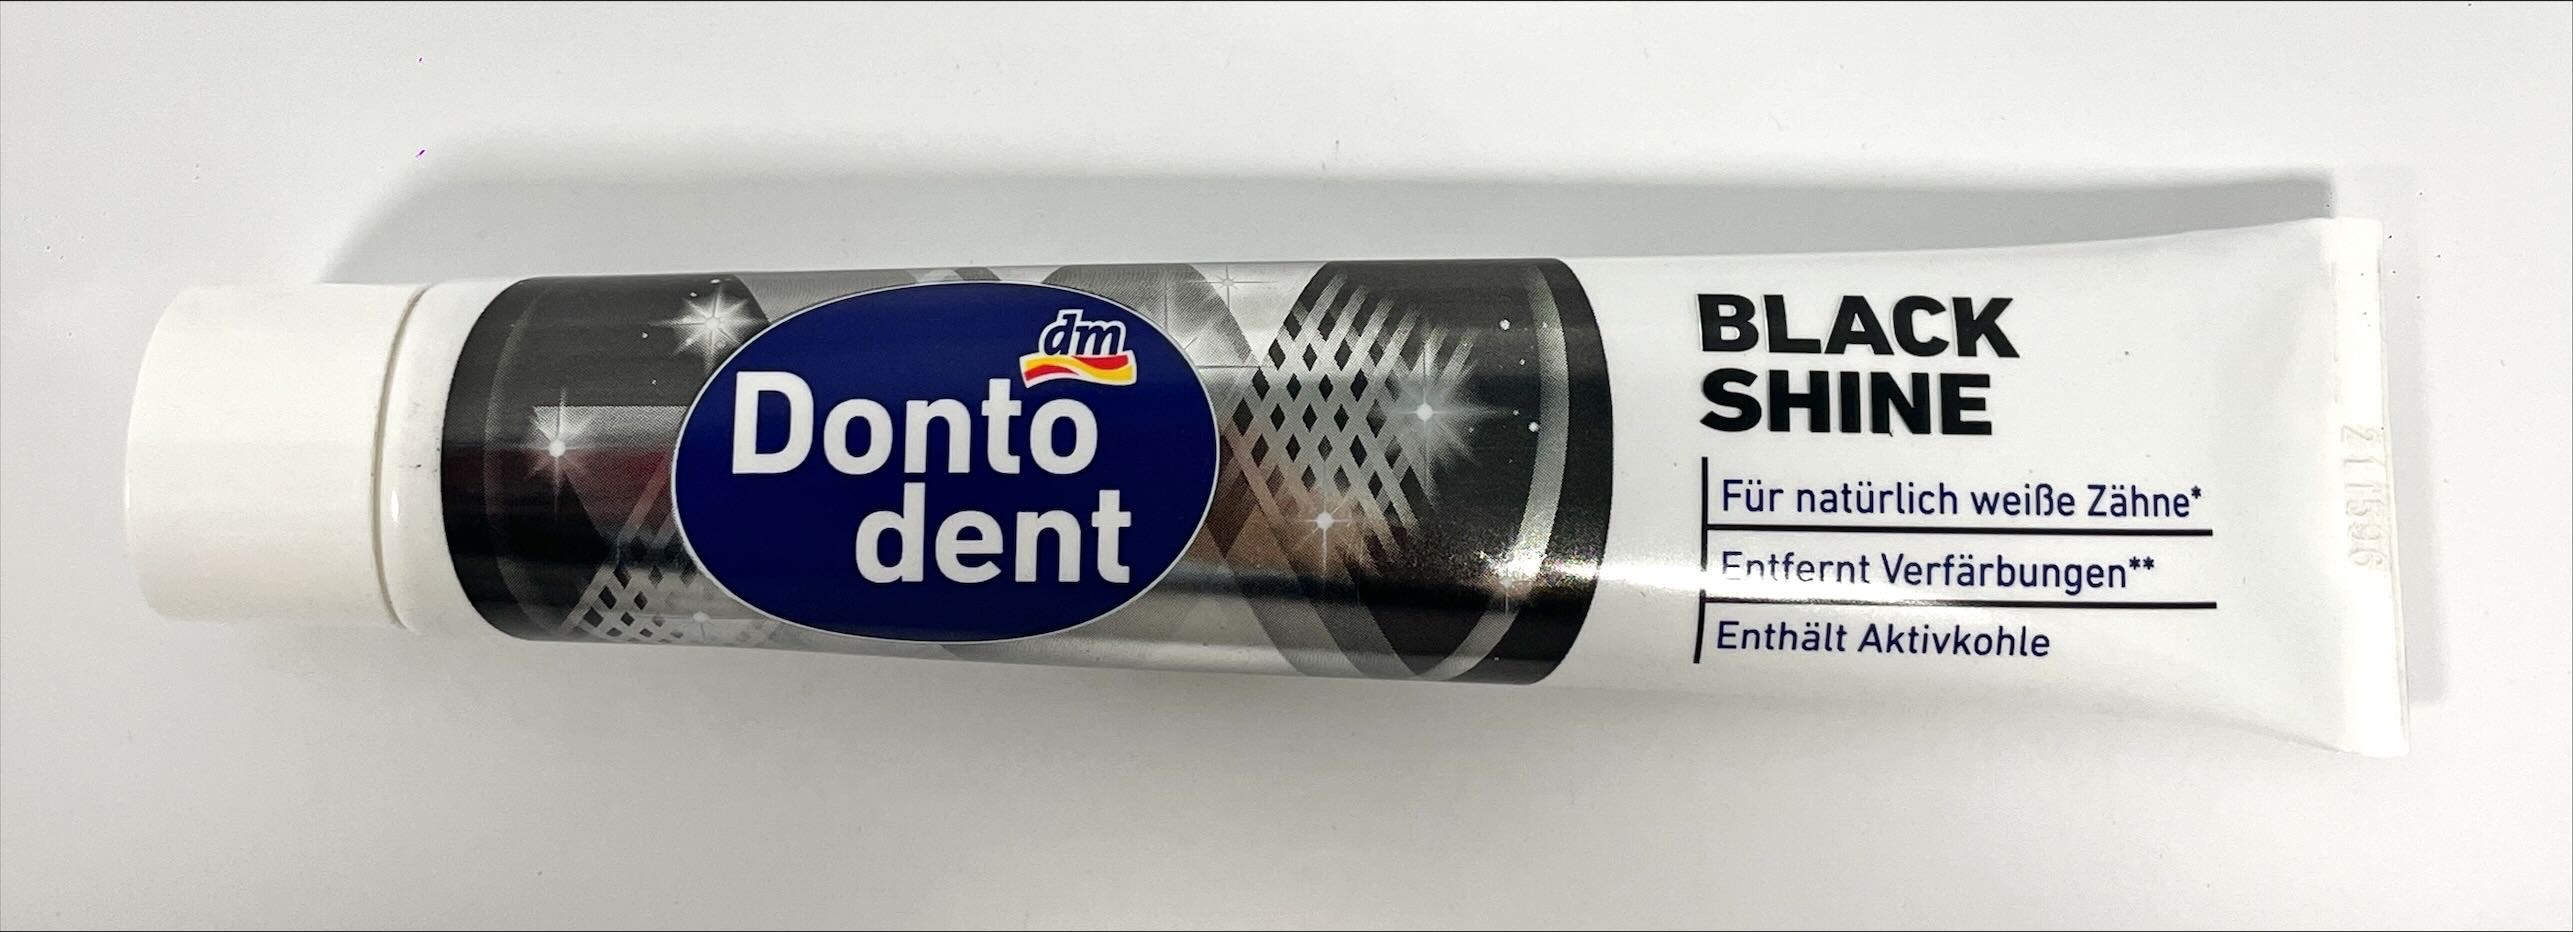 dm
Donto
dent
BLACK
SHINE
Für natürlich weiße Zähne*
Entfernt Verfärbungen**
Enthält Aktivkohle